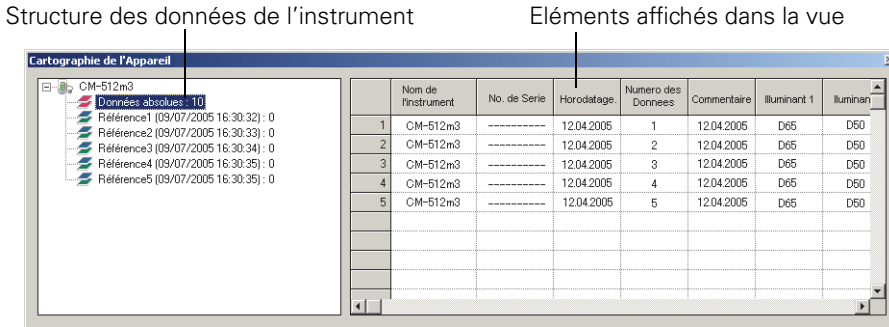 Structure des données de l'instrument
Eléments affichés dans la vue
Cartographie de l'Appareil
CM-512m3
Données absolues : 10
Référence1 (09/07/2005 16:30:32) : 0
Référence2 (09/07/2005 16:30:33) : 0
Référence3 (09/07/2005 16:30:34) : 0
Référence4 (09/07/2005 16:30:35) : 0
Référence5 (09/07/2005 16:30:35) : 0
Nom de l'instrument No. de Serie Horodatage. Numero des Donnees Commentaire Illuminant 1 lluminan
1 CM-512m3 ---------- 12.04.2005 1 12.04.2005 D65 D50
2 CM-512m3 ---------- 12.04.2005 2 12.04.2005 D65 D50
3 CM-512m3 ---------- 12.04.2005 3 12.04.2005 D65 D50
4 CM-512m3 ---------- 12.04.2005 4 12.04.2005 D65 D50
5 CM-512m3 ---------- 12.04.2005 5 12.04.2005 D65 D50